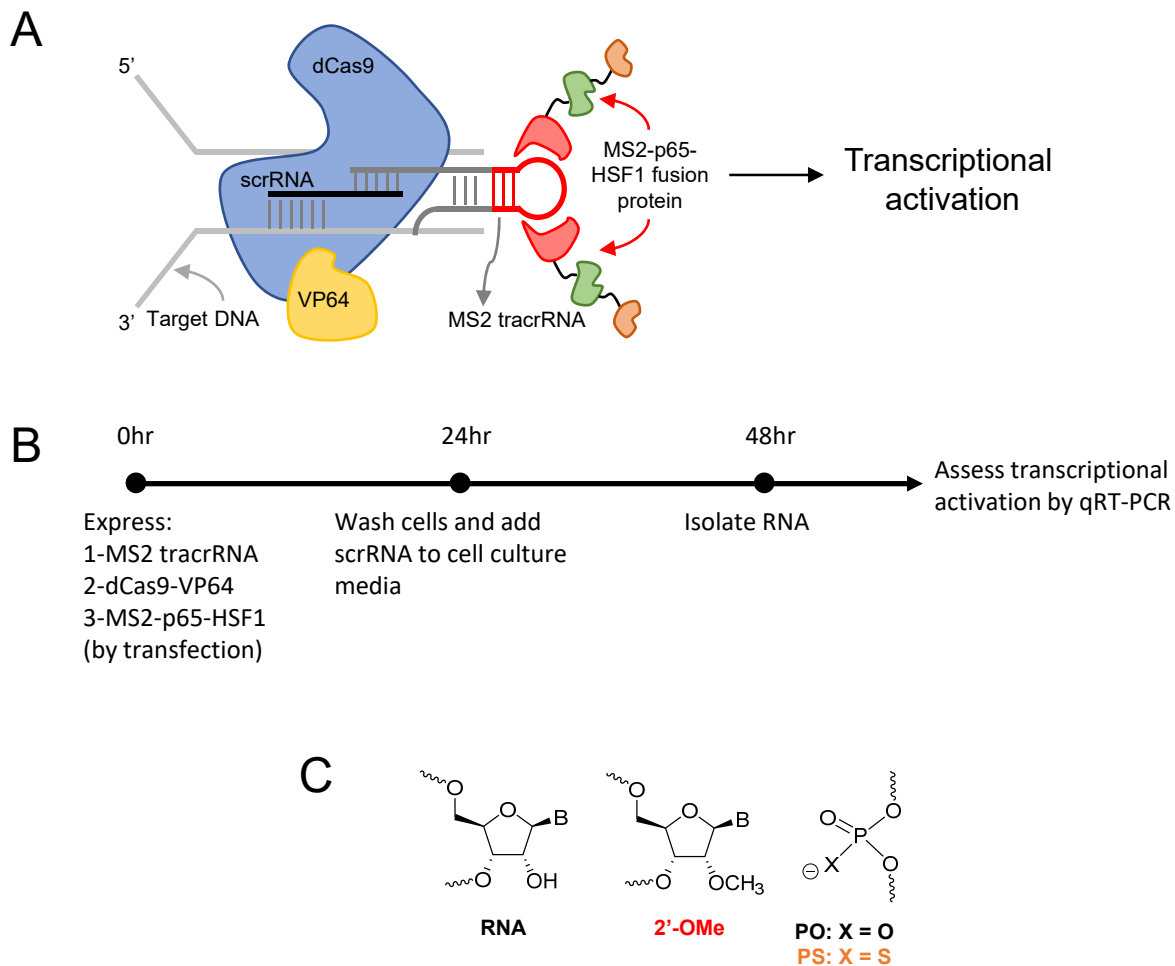 A
5’
dCas9
scrRNA
MS2-p65-
HSF1 fusion
protein
Transcriptional
activation
VP64
3’
Target DNA
MS2 tracrRNA
B
0hr
24hr
48hr
Assess transcriptional
activation by qRT-PCR
Express:
1-MS2 tracrRNA
2-dCas9-VP64
3-MS2-p65-HSF1
(by transfection)
Wash cells and add
scrRNA to cell culture
media
Isolate RNA
C
O
O
B
O
OH
RNA
O
O
B
O
OCH3
2’-OMe
O
O
P
X
O
⊖
PO: X = O
PS: X = S